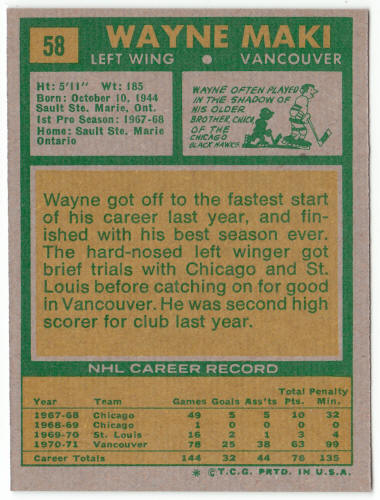 58
WAYNE MAKI
LEFT WING • VANCOUVER
Ht: 5'11" Wt: 185
Born: October 10, 1944
Sault Ste. Marie, Ont.
1st Pro Season: 1967-68
Home: Sault Ste. Marie
Ontario
WAYNE OFTEN PLAYED
IN THE SHADOW OF
HIS OLDER
BROTHER, CHICO,
OF THE
CHICAGO
BLACK HAWKS.
Wayne got off to the fastest start
of his career last year, and fin-
ished with his best season ever.
The hard-nosed left winger got
brief trials with Chicago and St.
Louis before catching on for good
in Vancouver. He was second high
scorer for club last year.
NHL CAREER RECORD
Total Penalty
Year Team Games Goals Ass'ts Pts. Min.
1967-68 Chicago 49 5 5 10 32
1968-69 Chicago 1 0 0 0 0
1969-70 St. Louis 16 2 1 3 4
1970-71 Vancouver 78 25 38 63 99
Career Totals 144 32 44 76 135
* © T.C.G. PRTD. IN U.S.A.